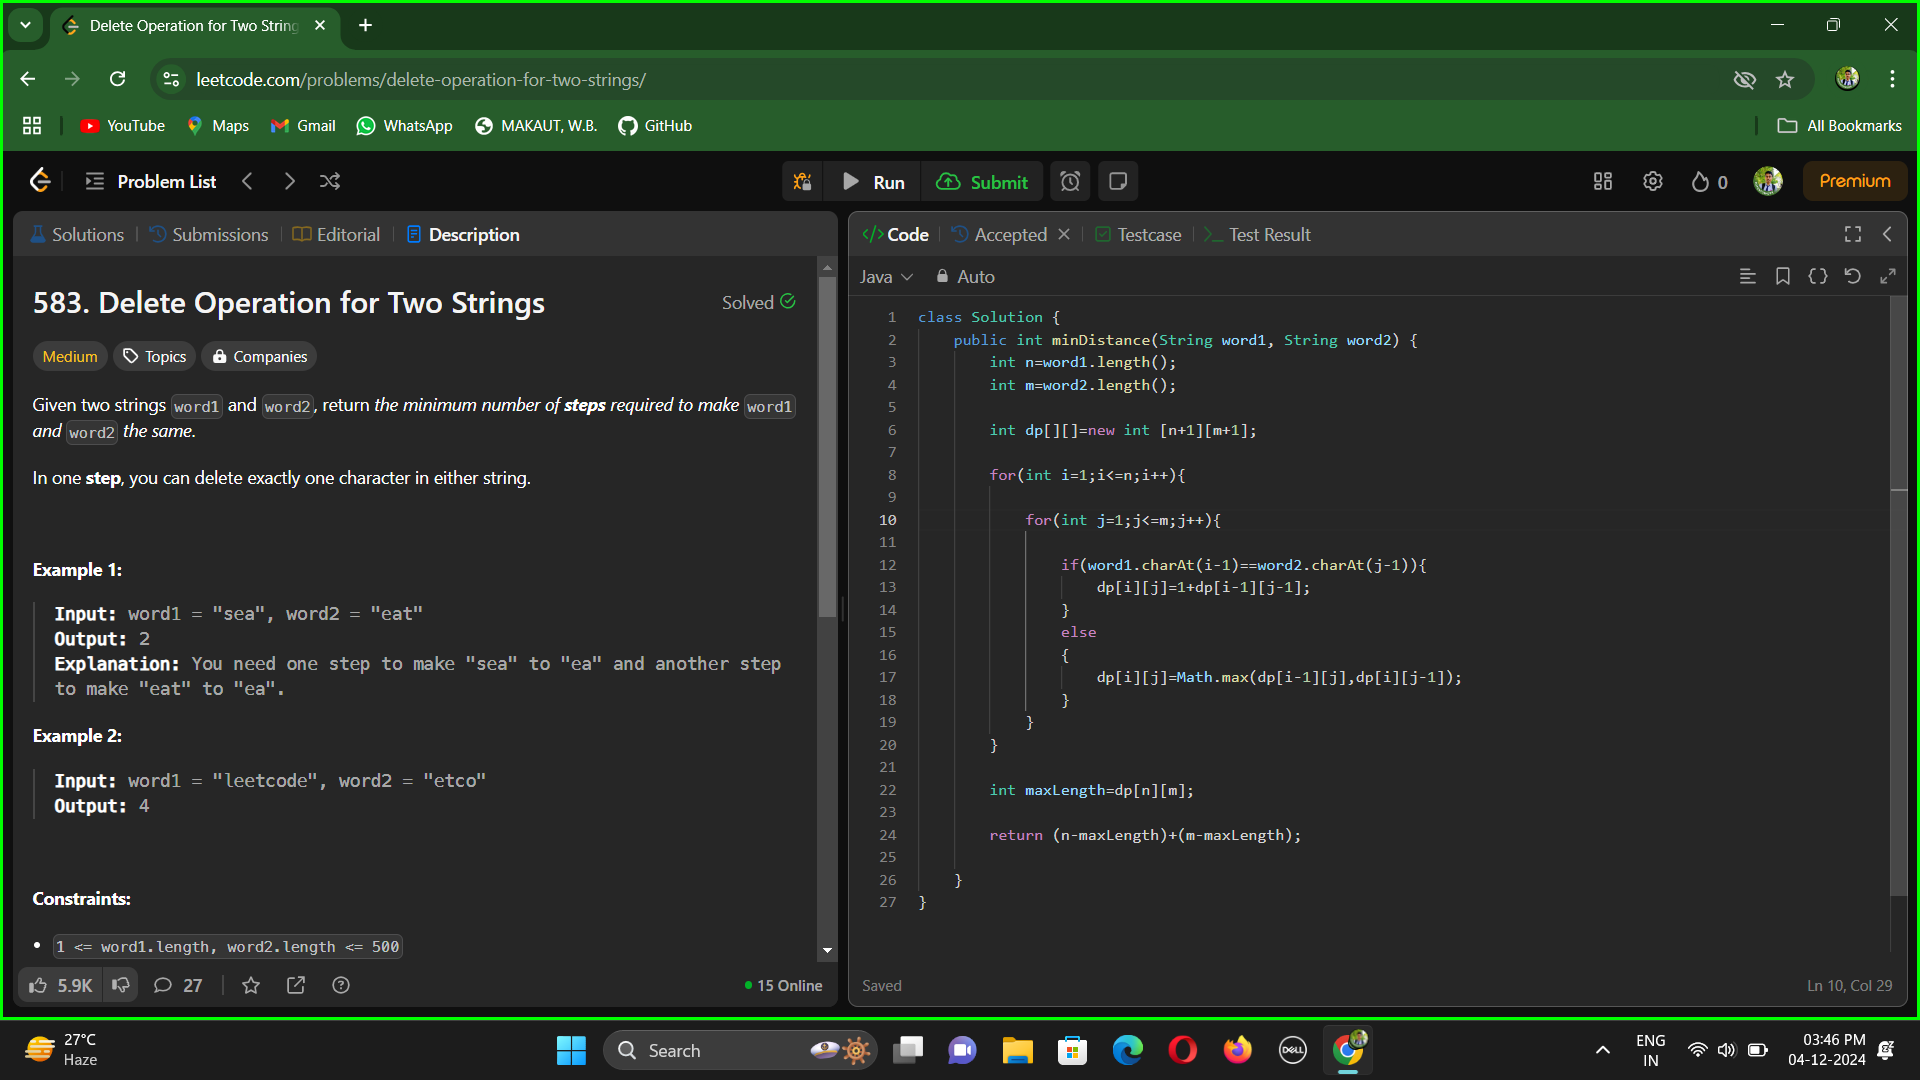 Delete Operation for Two String
leetcode.com/problems/delete-operation-for-two-strings/
YouTube Maps Gmail WhatsApp MAKAUT, W.B. GitHub All Bookmarks
Problem List Run Submit 0 Premium
Solutions Submissions Editorial Description
583. Delete Operation for Two Strings Solved
Medium Topics Companies
Given two strings word1 and word2, return the minimum number of steps required to make word1
and word2 the same.
In one step, you can delete exactly one character in either string.
Example 1:
Input: word1 = "sea", word2 = "eat"
Output: 2
Explanation: You need one step to make "sea" to "ea" and another step
to make "eat" to "ea".
Example 2:
Input: word1 = "leetcode", word2 = "etco"
Output: 4
Constraints:
• 1 <= word1.length, word2.length <= 500
5.9K 27 15 Online
</> Code Accepted Testcase >_ Test Result
Java Auto
1 class Solution {
2 public int minDistance(String word1, String word2) {
3 int n=word1.length();
4 int m=word2.length();
5
6 int dp[][]=new int [n+1][m+1];
7
8 for(int i=1;i<=n;i++){
9
10 for(int j=1;j<=m;j++){
11
12 if(word1.charAt(i-1)==word2.charAt(j-1)){
13 dp[i][j]=1+dp[i-1][j-1];
14 }
15 else
16 {
17 dp[i][j]=Math.max(dp[i-1][j],dp[i][j-1]);
18 }
19 }
20 }
21
22 int maxLength=dp[n][m];
23
24 return (n-maxLength)+(m-maxLength);
25
26 }
27 }
Saved Ln 10, Col 29
27°C
Haze
Search
DELL
ENG
IN
03:46 PM
04-12-2024